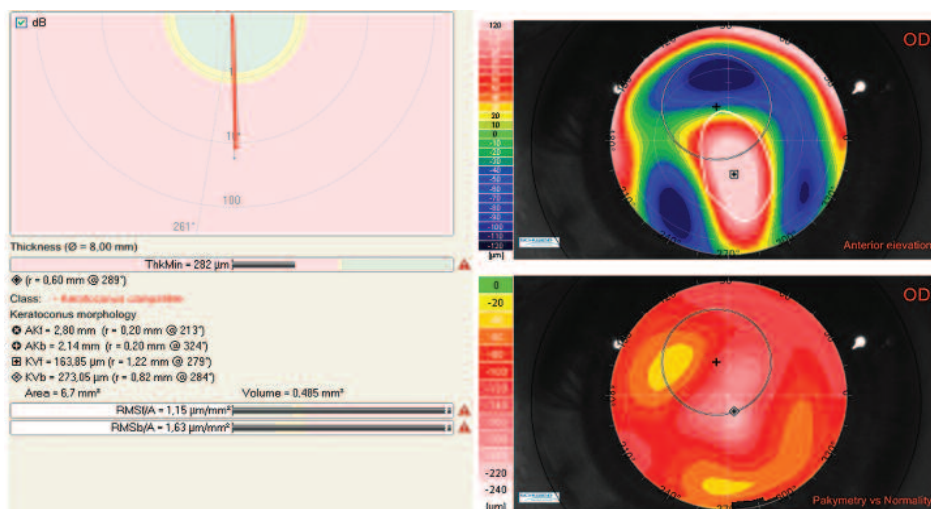 dB
1
10
100
261°
Thickness (Ø = 8,00 mm)
ThkMin = 282 µm
(r = 0,60 mm @ 289°)
Class:
Keratoconus morphology
AKf = 2,80 mm (r = 0,20 mm @ 213°)
AKb = 2,14 mm (r = 0,20 mm @ 324°)
KVf = 163,85 µm (r = 1,22 mm @ 279°)
KVb = 273,05 µm (r = 0,82 mm @ 284°)
Area = 6,7 mm² Volume = 0,485 mm³
RMSf/A = 1,15 µm/mm²
RMSb/A = 1,63 µm/mm²
120
20
10
0
-10
-20
-30
-40
-50
-60
-70
-80
-90
-100
-110
-120
[µm]
OD
Anterior elevation
0
-20
-220
-240
[µm]
OD
Pakymetry vs Normality